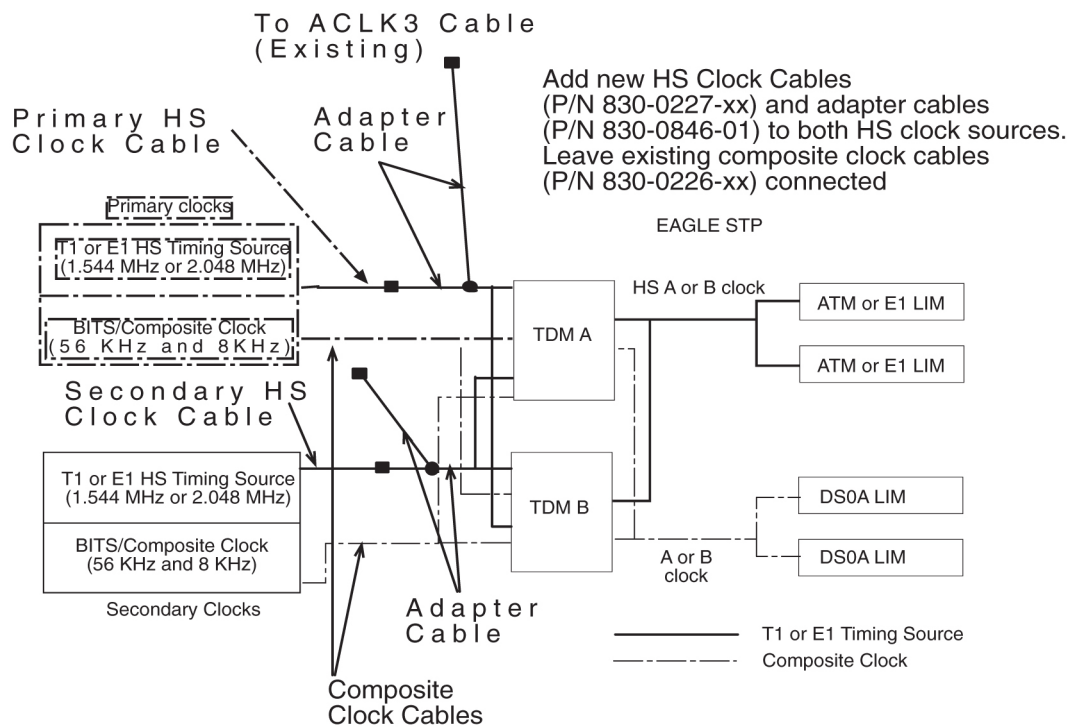 To ACLK3 Cable
(Existing)
Add new HS Clock Cables
(P/N 830-0227-xx) and adapter cables
(P/N 830-0846-01) to both HS clock sources.
Leave existing composite clock cables
(P/N 830-0226-xx) connected
Primary HS
Clock Cable
Adapter
Cable
Primary clocks
EAGLE STP
T1 or E1 HS Timing Source
(1.544 MHz or 2.048 MHz)
HS A or B clock
ATM or E1 LIM
TDM A
BITS/Composite Clock
(56 KHz and 8KHz)
ATM or E1 LIM
Secondary HS
Clock Cable
T1 or E1 HS Timing Source
(1.544 MHz or 2.048 MHz)
TDM B
DS0A LIM
BITS/Composite Clock
(56 KHz and 8 KHz)
A or B
clock
DS0A LIM
Secondary Clocks
Adapter
Cable
T1 or E1 Timing Source
Composite Clock
Composite
Clock Cables